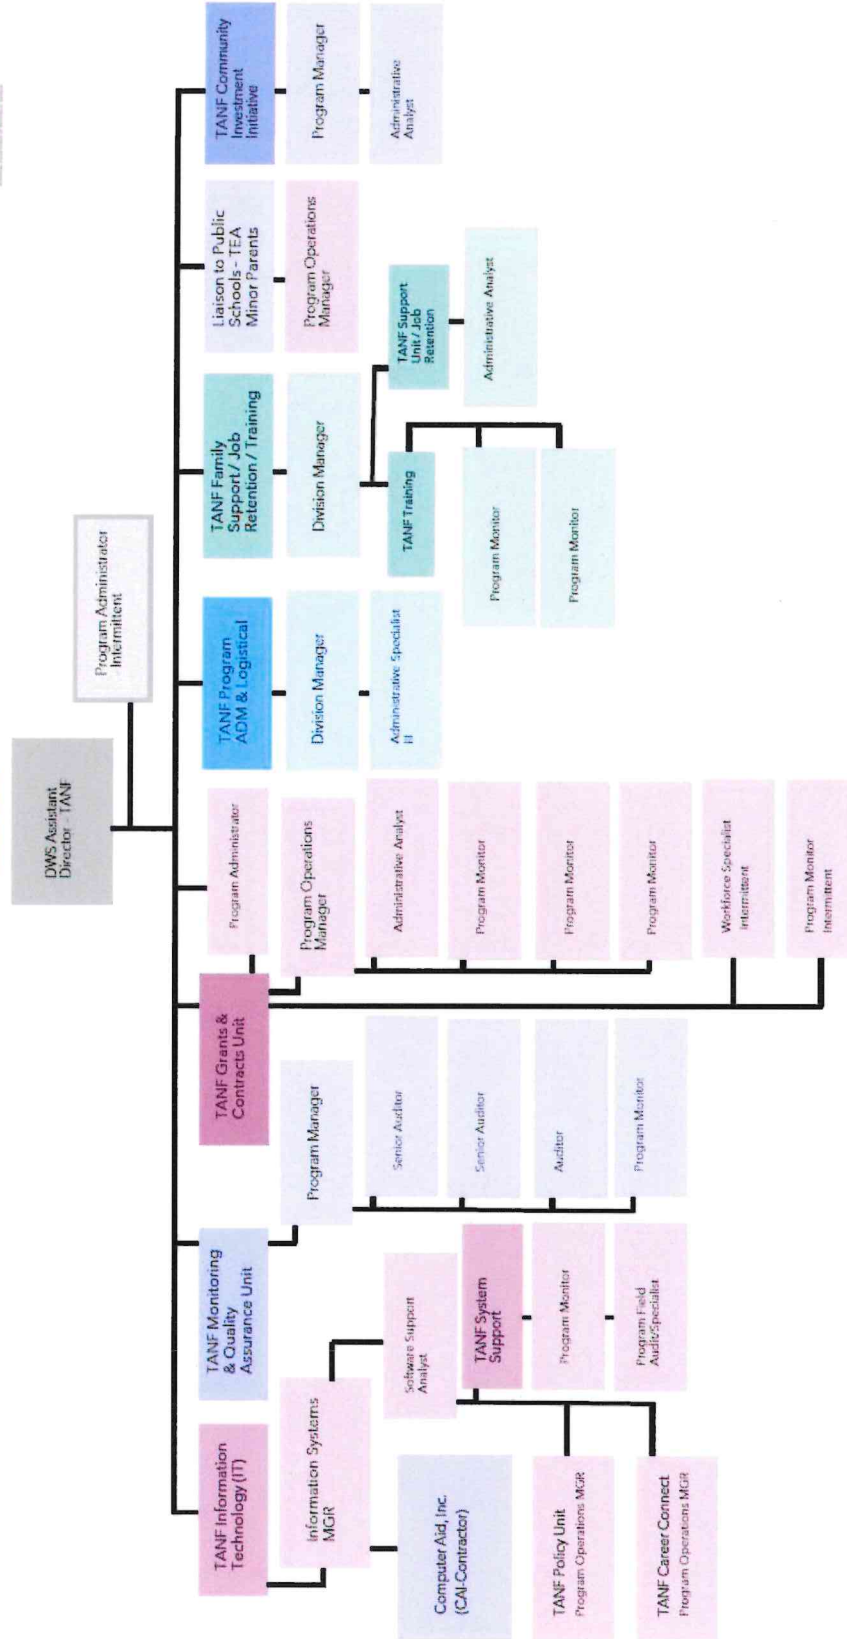 DWS Assistant
Director - TANF
Program Administrator
- Intermittent
TANF Information
Technology (IT)
Information Systems
MGR
Computer Aid, Inc.
(CAI-Contractor)
Software Support
Analyst
TANF System
Support
Program Monitor
Program Field
Audit/Specialist
TANF Policy Unit
Program Operations MGR
TANF Career Connect
Program Operations MGR
TANF Monitoring
& Quality
Assurance Unit
Program Manager
Senior Auditor
Senior Auditor
Auditor
Program Monitor
TANF Grants &
Contracts Unit
Program Administrator
Program Operations
Manager
Administrative Analyst
Program Monitor
Program Monitor
Program Monitor
Workforce Specialist
Intermittent
Program Monitor
Intermittent
TANF Program
ADM & Logistical
Division Manager
Administrative Specialist
III
TANF Family
Support / Job
Retention / Training
Division Manager
TANF Training
Program Monitor
Program Monitor
TANF Support
Unit / Job
Retention
Administrative Analyst
Liaison to Public
Schools - TEA
Minor Parents
Program Operations
Manager
TANF Community
Investment
Initiative
Program Manager
Administrative
Analyst